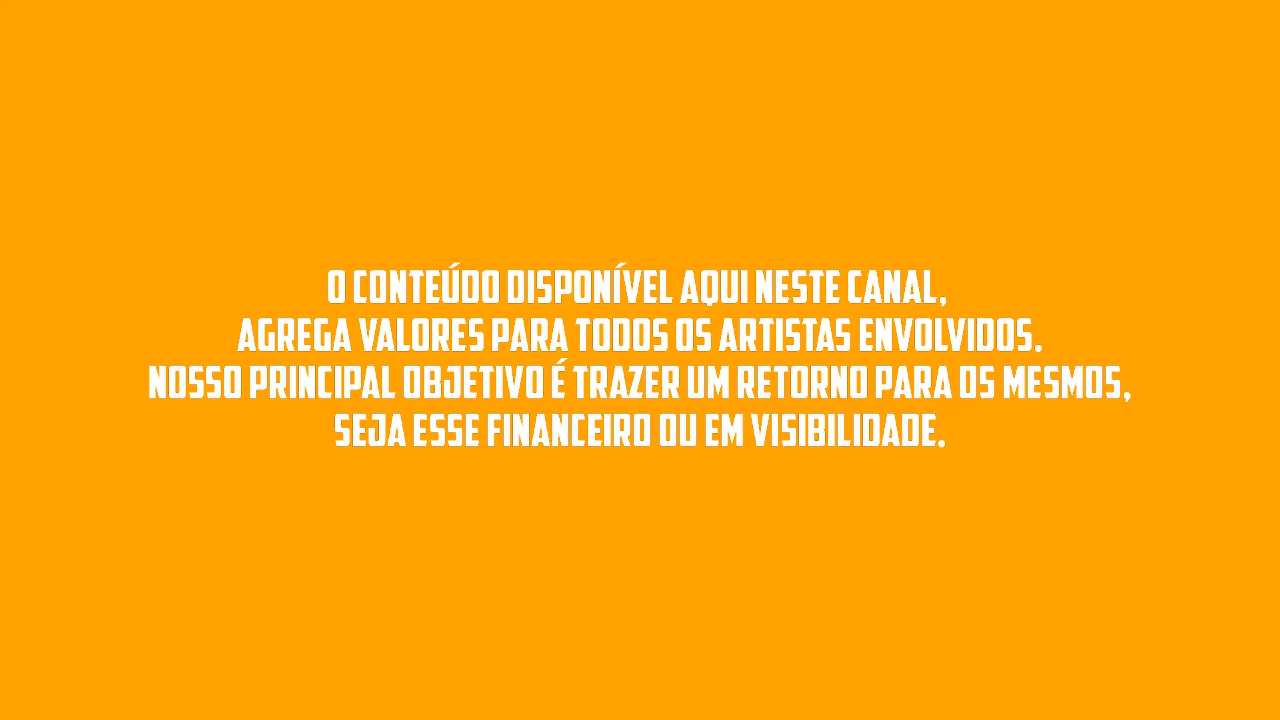 O CONTEÚDO DISPONÍVEL AQUI NESTE CANAL,
AGREGA VALORES PARA TODOS OS ARTISTAS ENVOLVIDOS.
NOSSO PRINCIPAL OBJETIVO É TRAZER UM RETORNO PARA OS MESMOS,
SEJA ESSE FINANCEIRO OU EM VISIBILIDADE.